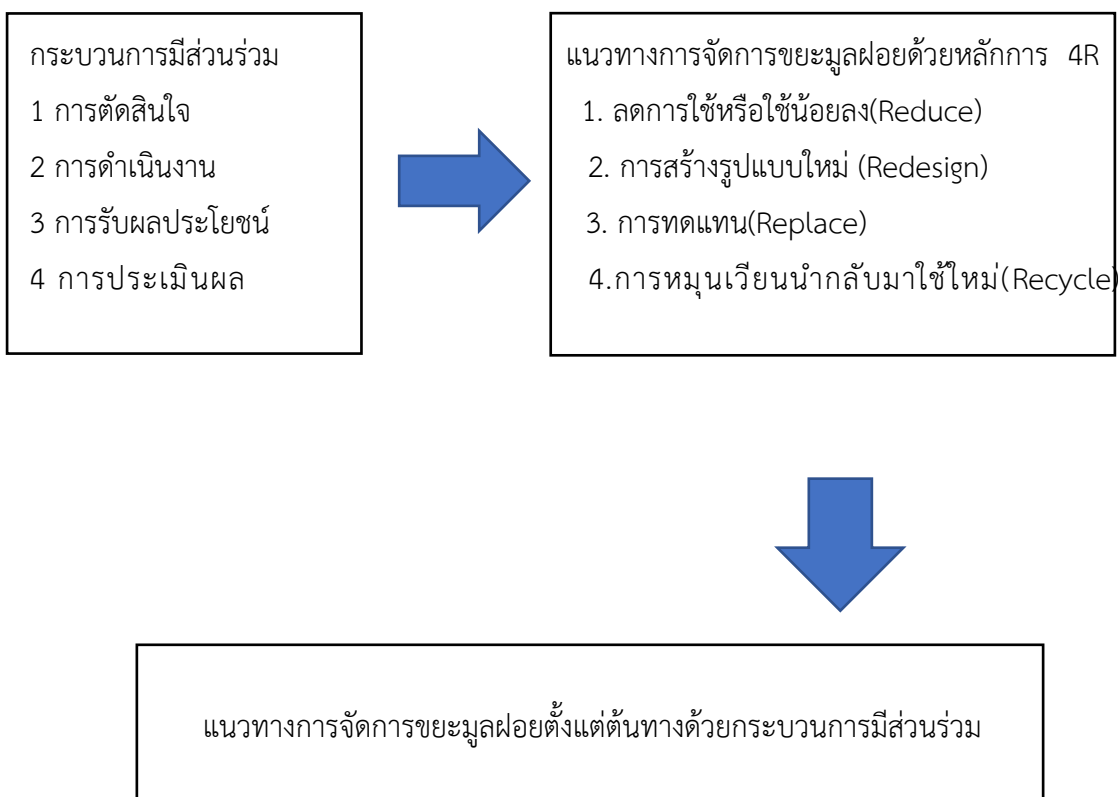 กระบวนการมีส่วนร่วม
1 การตัดสินใจ
2 การดำเนินงาน
3 การรับผลประโยชน์
4 การประเมินผล
แนวทางการจัดการขยะมูลฝอยด้วยหลักการ 4R
1. ลดการใช้หรือใช้น้อยลง(Reduce)
2. การสร้างรูปแบบใหม่ (Redesign)
3. การทดแทน(Replace)
4.การหมุนเวียนนำกลับมาใช้ใหม่(Recycle)
แนวทางการจัดการขยะมูลฝอยตั้งแต่ต้นทางด้วยกระบวนการมีส่วนร่วม